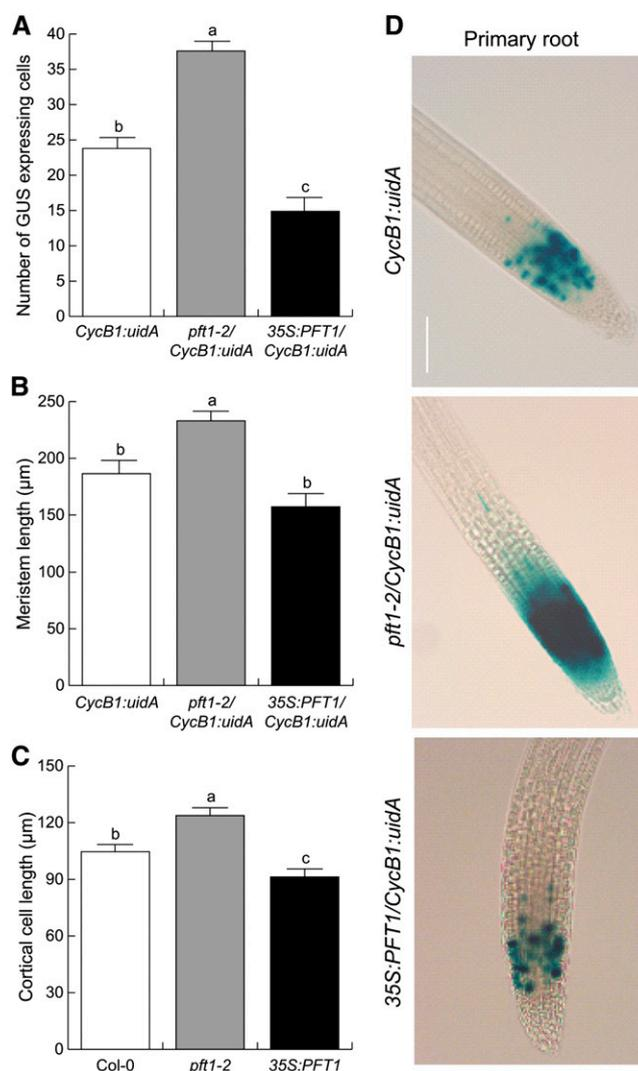 A
Number of GUS expressing cells
40
35
30
25
20
15
10
5
0
b
a
c
CycB1:uidA
pft1-2/
CycB1:uidA
35S:PFT1/
CycB1:uidA
B
Meristem length (µm)
250
200
150
100
50
0
b
a
b
CycB1:uidA
pft1-2/
CycB1:uidA
35S:PFT1/
CycB1:uidA
C
Cortical cell length (µm)
150
120
90
60
30
0
b
a
c
Col-0
pft1-2
35S:PFT1
D
Primary root
CycB1:uidA
pft1-2/CycB1:uidA
35S:PFT1/CycB1:uidA